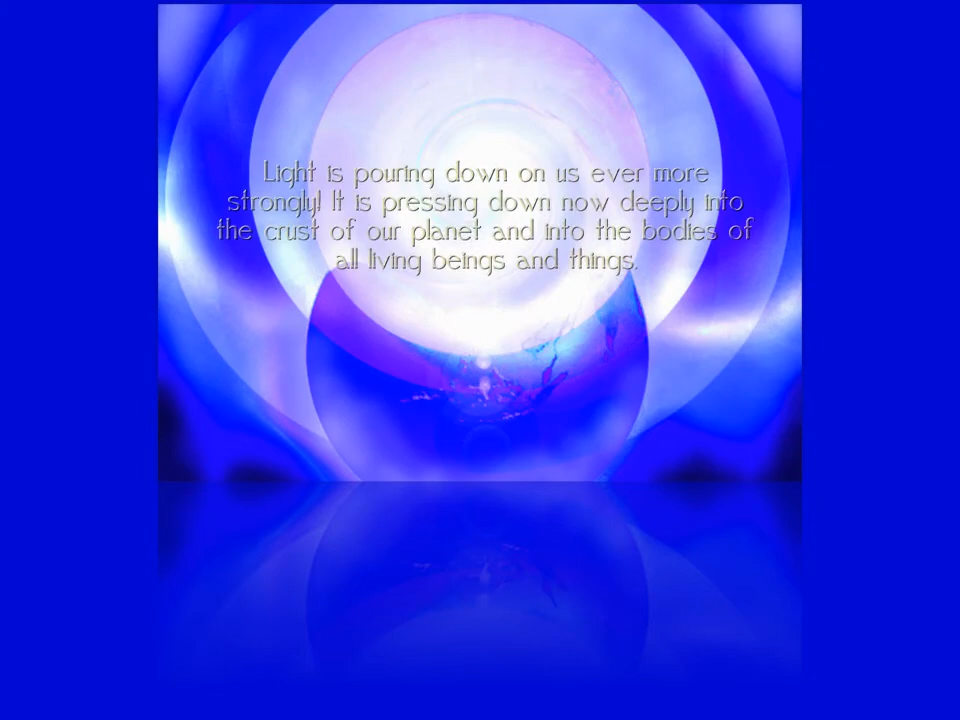 Light is pouring down on us ever more
strongly! It is pressing down now deeply into
the crust of our planet and into the bodies of
all living beings and things.